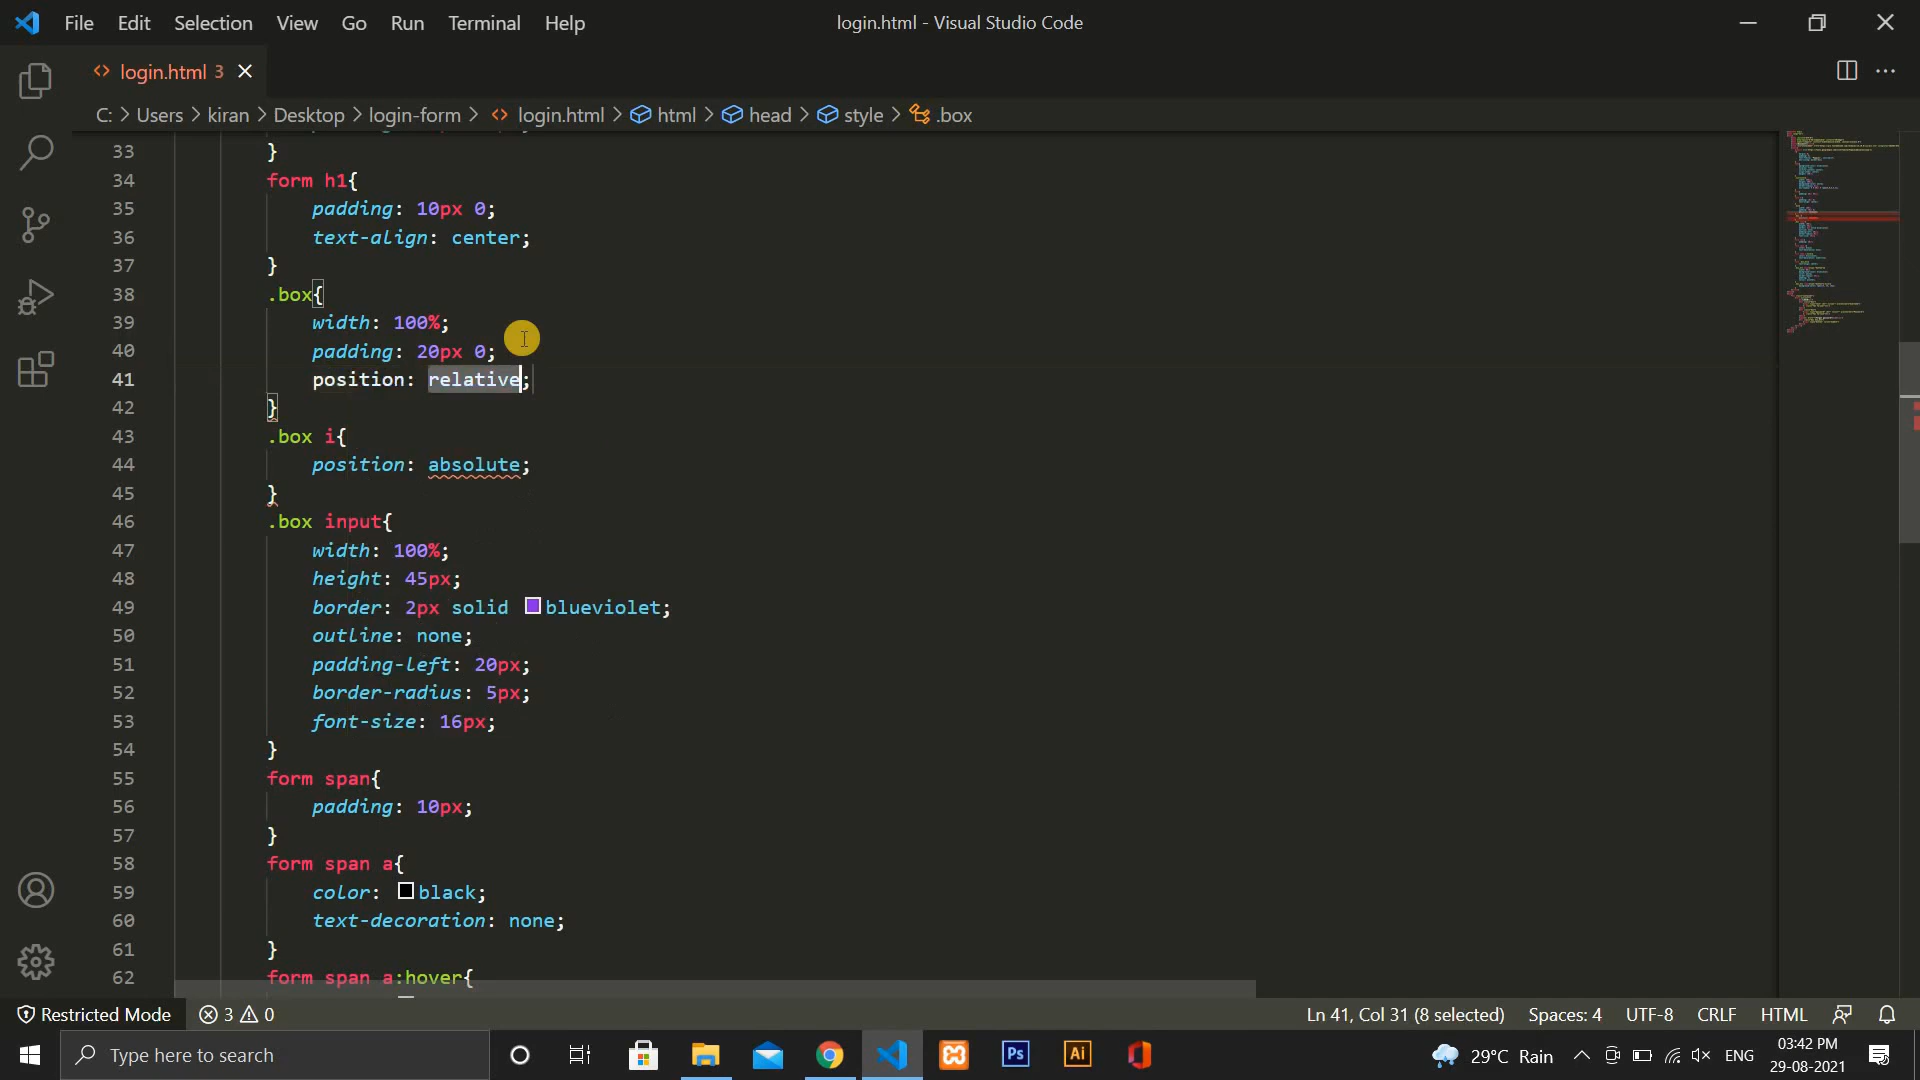 File Edit Selection View Go Run Terminal Help login.html - Visual Studio Code
login.html 3
C: > Users > kiran > Desktop > login-form > login.html > html > head > style > .box
33 }
34 form h1{
35 padding: 10px 0;
36 text-align: center;
37 }
38 .box{
39 width: 100%;
40 padding: 20px 0;
41 position: relative;
42 }
43 .box i{
44 position: absolute;
45 }
46 .box input{
47 width: 100%;
48 height: 45px;
49 border: 2px solid blueviolet;
50 outline: none;
51 padding-left: 20px;
52 border-radius: 5px;
53 font-size: 16px;
54 }
55 form span{
56 padding: 10px;
57 }
58 form span a{
59 color: black;
60 text-decoration: none;
61 }
62 form span a:hover{
Restricted Mode 3 0 Ln 41, Col 31 (8 selected) Spaces: 4 UTF-8 CRLF HTML
Type here to search Ps Ai 29°C Rain ENG 03:42 PM
29-08-2021